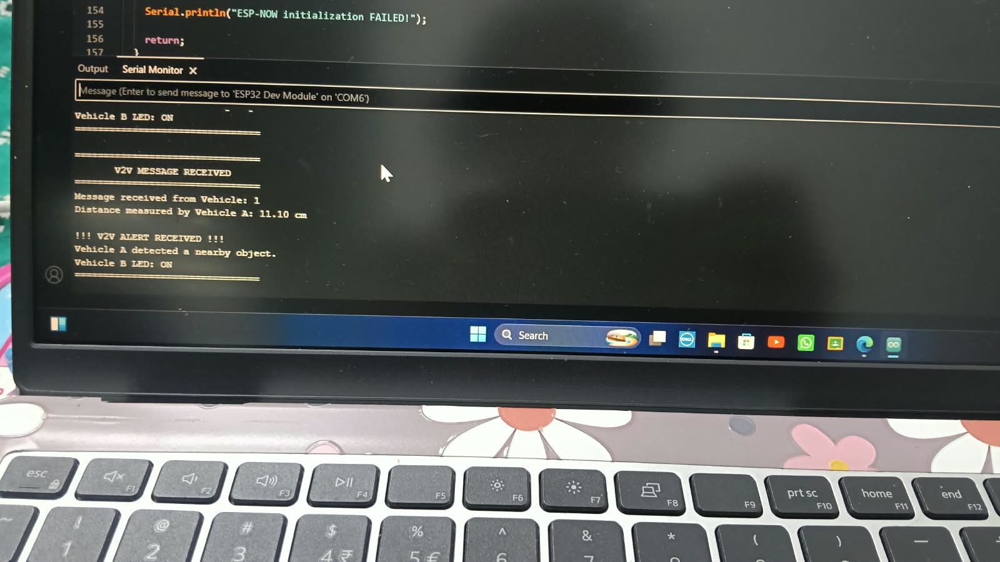 154 Serial.println("ESP-NOW initialization FAILED!");
155
156 return;
157 }
Output Serial Monitor X
Message (Enter to send message to 'ESP32 Dev Module' on 'COM6')
Vehicle B LED: ON
==================================
==================================
V2V MESSAGE RECEIVED
==================================
Message received from Vehicle: 1
Distance measured by Vehicle A: 11.10 cm
!!! V2V ALERT RECEIVED !!!
Vehicle A detected a nearby object.
Vehicle B LED: ON
==================================
Search
DELL
esc F1 F2 F3 F4 F5 F6 F7 F8 F9 prt sc F10 home F11 end F12
~ ! @ # $ % ^ & * ( ) —
1 2 3 4 ₹ 5 € 6 7